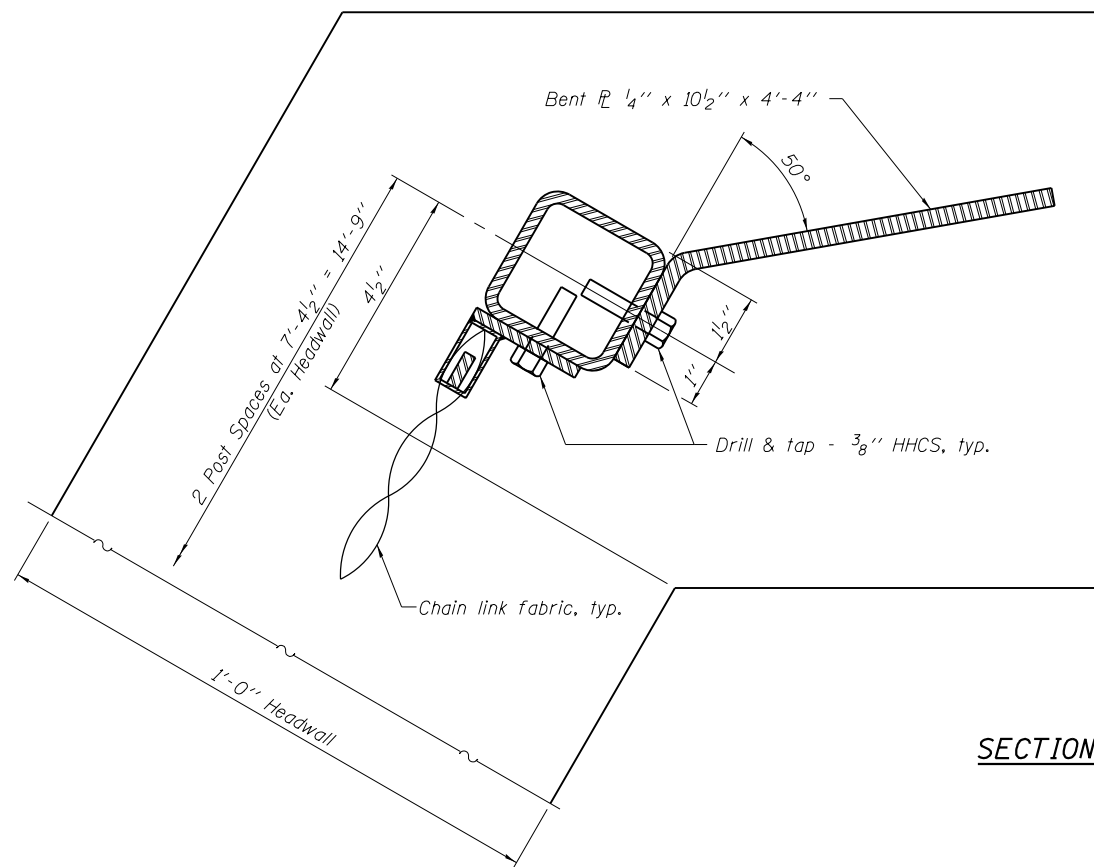 Bent ℄ 1/4'' x 10 1/2'' x 4'-4''
50°
2 Post Spaces at 7'-4 1/2'' = 14'-9''
(Ea. Headwall)
4 1/2''
1 1/2''
1''
Drill & tap - 3/8'' HHCS, typ.
Chain link fabric, typ.
1'-0'' Headwall
SECTION